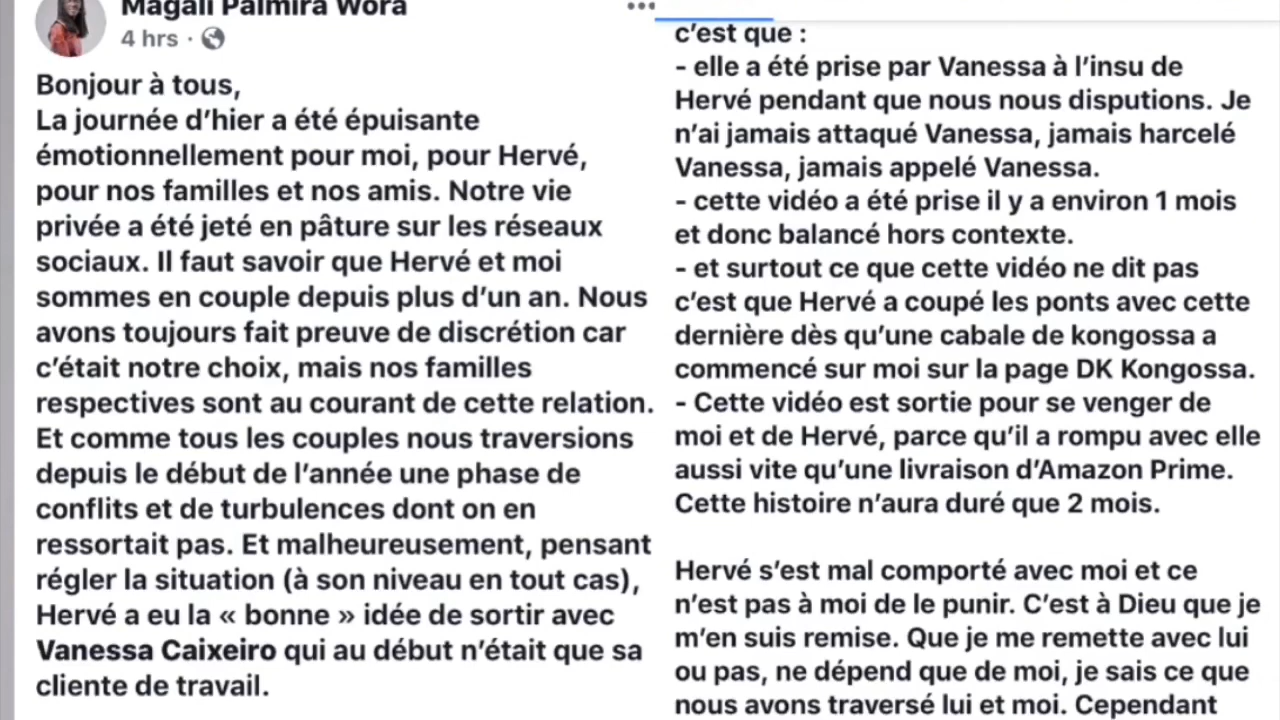 Magali Palmira Wora
4 hrs ·
Bonjour à tous,
La journée d’hier a été épuisante
émotionnellement pour moi, pour Hervé,
pour nos familles et nos amis. Notre vie
privée a été jeté en pâture sur les réseaux
sociaux. Il faut savoir que Hervé et moi
sommes en couple depuis plus d’un an. Nous
avons toujours fait preuve de discrétion car
c’était notre choix, mais nos familles
respectives sont au courant de cette relation.
Et comme tous les couples nous traversions
depuis le début de l’année une phase de
conflits et de turbulences dont on en
ressortait pas. Et malheureusement, pensant
régler la situation (à son niveau en tout cas),
Hervé a eu la « bonne » idée de sortir avec
Vanessa Caixeiro qui au début n’était que sa
cliente de travail.
c’est que :
- elle a été prise par Vanessa à l’insu de
Hervé pendant que nous nous disputions. Je
n’ai jamais attaqué Vanessa, jamais harcelé
Vanessa, jamais appelé Vanessa.
- cette vidéo a été prise il y a environ 1 mois
et donc balancé hors contexte.
- et surtout ce que cette vidéo ne dit pas
c’est que Hervé a coupé les ponts avec cette
dernière dès qu’une cabale de kongossa a
commencé sur moi sur la page DK Kongossa.
- Cette vidéo est sortie pour se venger de
moi et de Hervé, parce qu’il a rompu avec elle
aussi vite qu’une livraison d’Amazon Prime.
Cette histoire n’aura duré que 2 mois.
Hervé s’est mal comporté avec moi et ce
n’est pas à moi de le punir. C’est à Dieu que je
m’en suis remise. Que je me remette avec lui
ou pas, ne dépend que de moi, je sais ce que
nous avons traversé lui et moi. Cependant